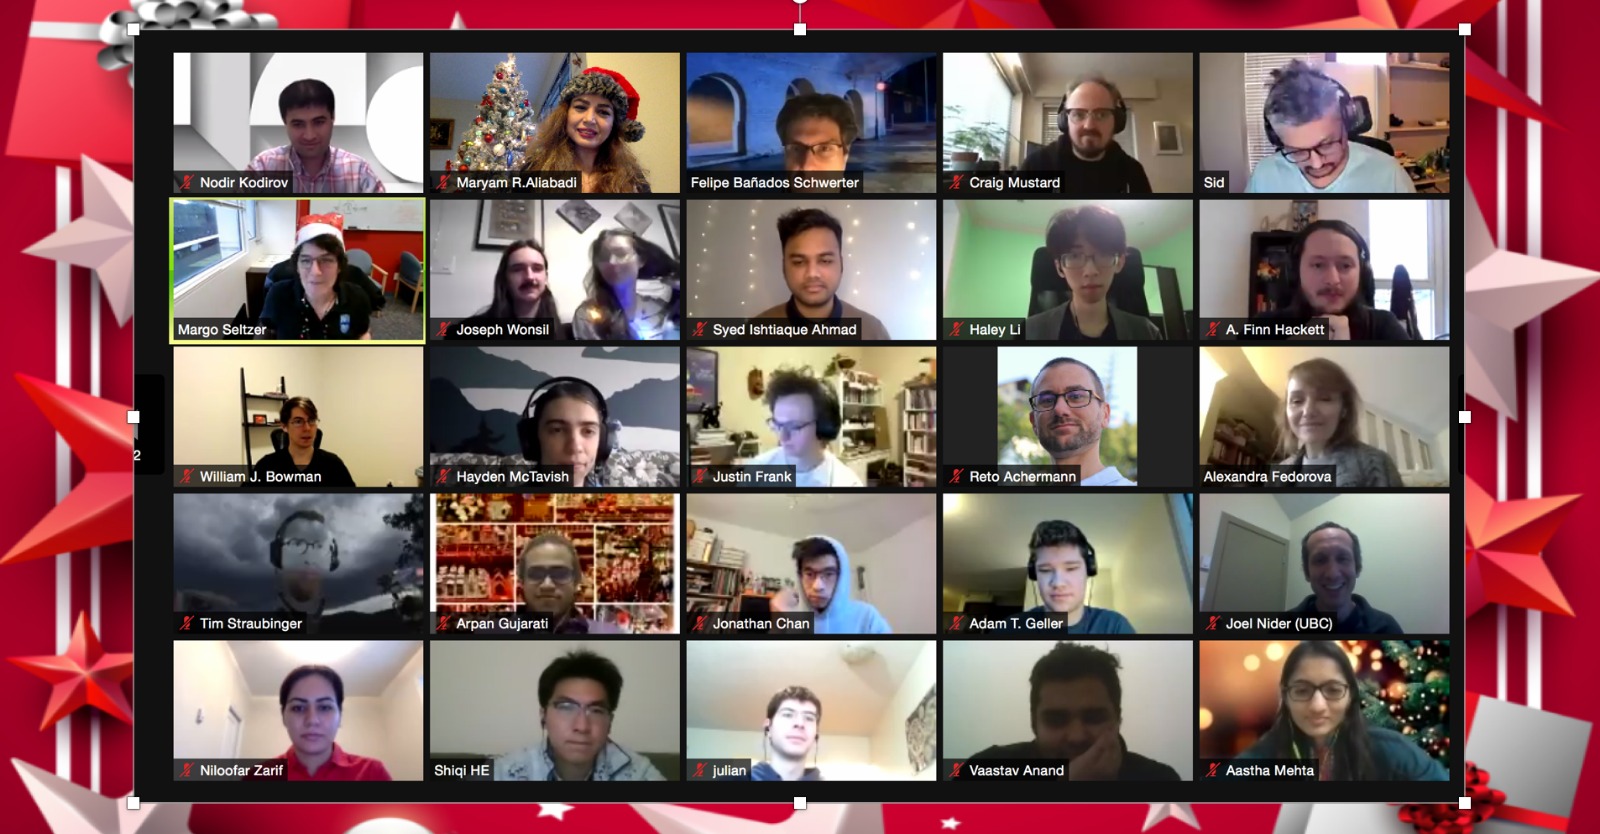 Nodir Kodirov
Maryam R.Aliabadi
Felipe Bañados Schwerter
Craig Mustard
Sid
Margo Seltzer
Joseph Wonsil
Syed Ishtiaque Ahmad
Haley Li
A. Finn Hackett
William J. Bowman
Hayden McTavish
Justin Frank
Reto Achermann
Alexandra Fedorova
2
Tim Straubinger
Arpan Gujarati
Jonathan Chan
Adam T. Geller
Joel Nider (UBC)
Niloofar Zarif
Shiqi HE
julian
Vaastav Anand
Aastha Mehta